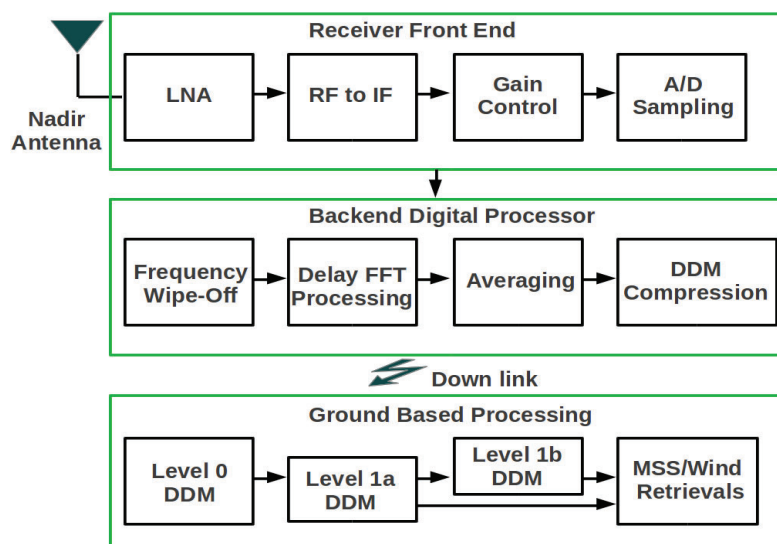 Receiver Front End
Nadir
Antenna
LNA
RF to IF
Gain
Control
A/D
Sampling
Backend Digital Processor
Frequency
Wipe-Off
Delay FFT
Processing
Averaging
DDM
Compression
Down link
Ground Based Processing
Level 0
DDM
Level 1a
DDM
Level 1b
DDM
MSS/Wind
Retrievals